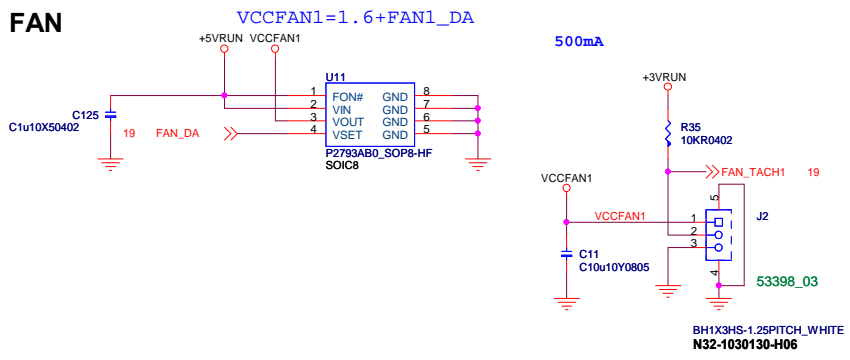 FAN
VCCFAN1=1.6+FAN1_DA
500mA
+5VRUN VCCFAN1
U11
1 FON# GND 8
2 VIN GND 7
3 VOUT GND 6
4 VSET GND 5
P2793AB0_SOP8-HF
SOIC8
C125
C1u10X50402
19 FAN_DA
+3VRUN
R35
10KR0402
FAN_TACH1 19
VCCFAN1
VCCFAN1
5
1
2
3
4
J2
C11
C10u10Y0805
53398_03
BH1X3HS-1.25PITCH_WHITE
N32-1030130-H06